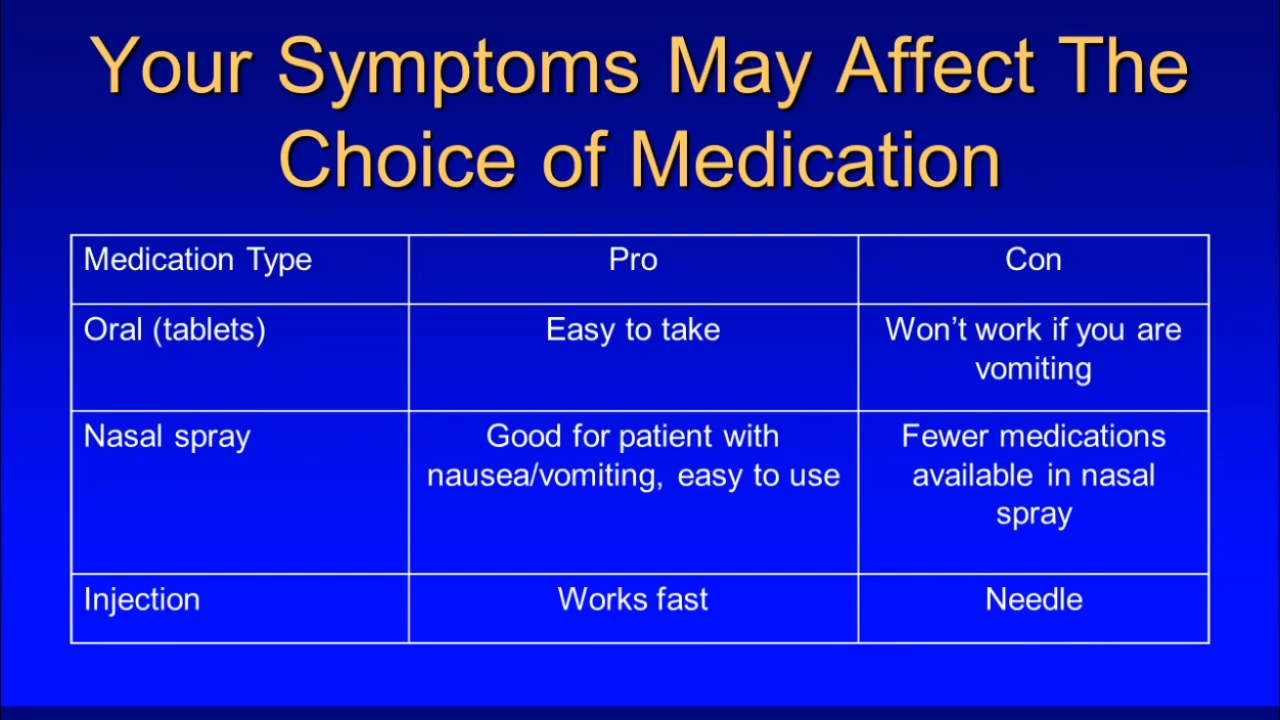 Your Symptoms May Affect The
Choice of Medication
Medication Type
Pro
Con
Oral (tablets)
Easy to take
Won’t work if you are
vomiting
Nasal spray
Good for patient with
nausea/vomiting, easy to use
Fewer medications
available in nasal
spray
Injection
Works fast
Needle